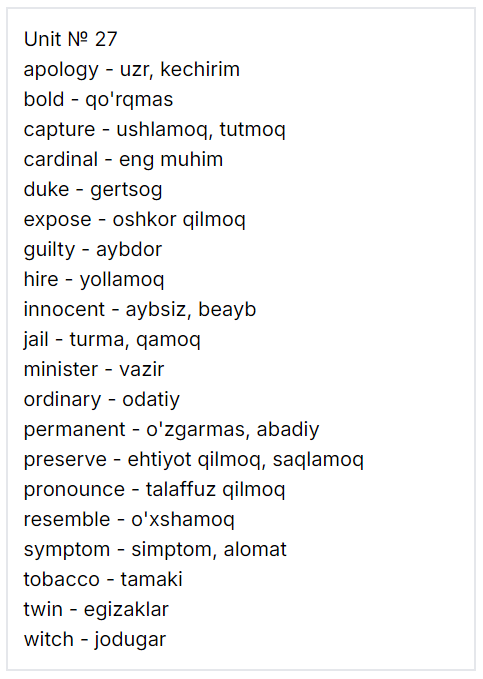 Unit № 27
apology - uzr, kechirim
bold - qo'rqmas
capture - ushlamoq, tutmoq
cardinal - eng muhim
duke - gertsog
expose - oshkor qilmoq
guilty - aybdor
hire - yollamoq
innocent - aybsiz, beayb
jail - turma, qamoq
minister - vazir
ordinary - odatiy
permanent - o'zgarmas, abadiy
preserve - ehtiyot qilmoq, saqlamoq
pronounce - talaffuz qilmoq
resemble - o'xshamoq
symptom - simptom, alomat
tobacco - tamaki
twin - egizaklar
witch - jodugar